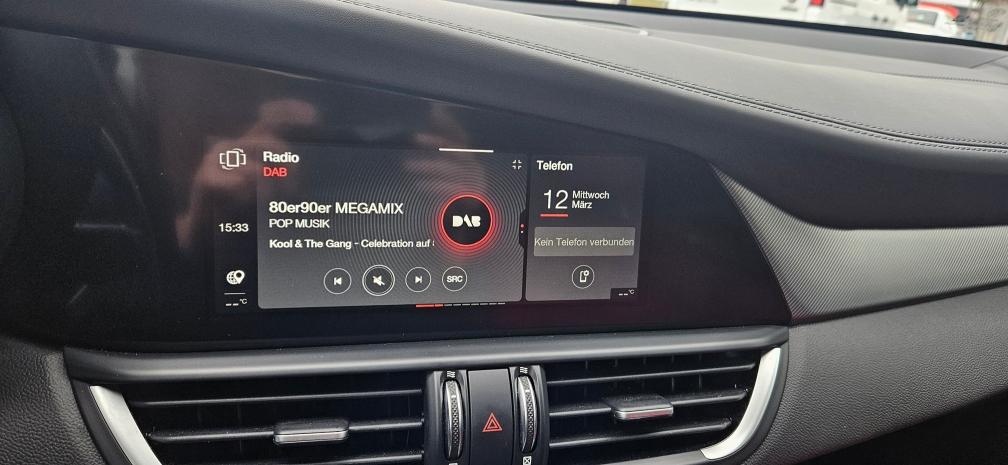 Radio
DAB
80er90er MEGAMIX
POP MUSIK
Kool & The Gang - Celebration auf
DAB
SRC
15:33
-- °C
Telefon
12 Mittwoch
März
Kein Telefon verbunden
-- °C